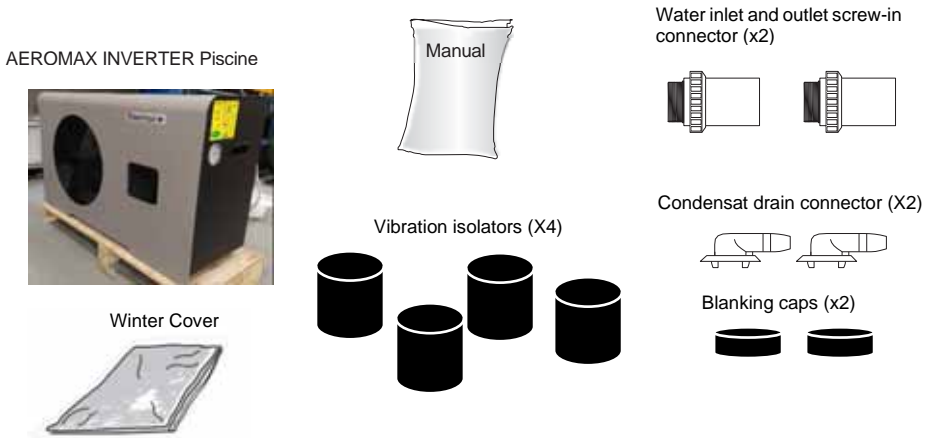 AEROMAX INVERTER Piscine
Manual
Water inlet and outlet screw-in
connector (x2)
Vibration isolators (X4)
Condensat drain connector (X2)
Blanking caps (x2)
Winter Cover